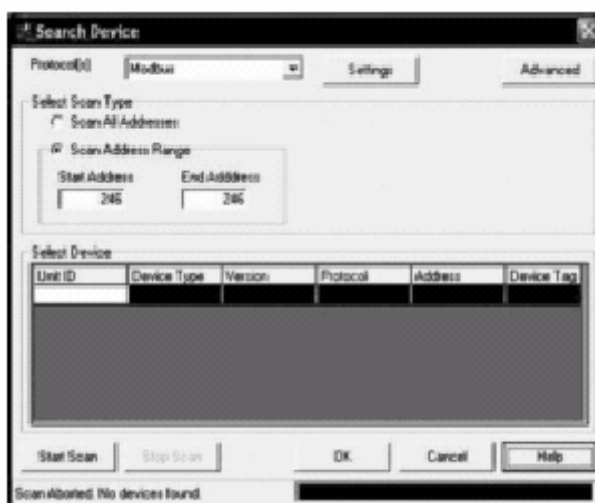 Search Device
Protocol(s) Modbus Settings Advanced
Select Scan Type
Scan All Addresses
Scan Address Range
Start Address End Adddress
246 246
Select Device
Unit ID Device Type Version Protocol Address Device Tag
Start Scan Stop Scan OK Cancel Help
Scan Aborted. No devices found.